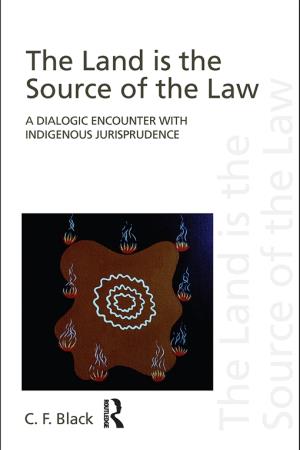 The Land is the
Source of the Law
A DIALOGIC ENCOUNTER WITH
INDIGENOUS JURISPRUDENCE
The Land is the
Source of the Law
C. F. Black
ROUTLEDGE